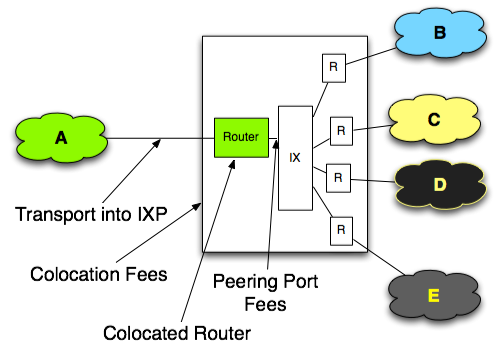 B
R
C
A
Router
R
IX
R
D
Transport into IXP
R
Colocation Fees
Peering Port
Fees
E
Colocated Router